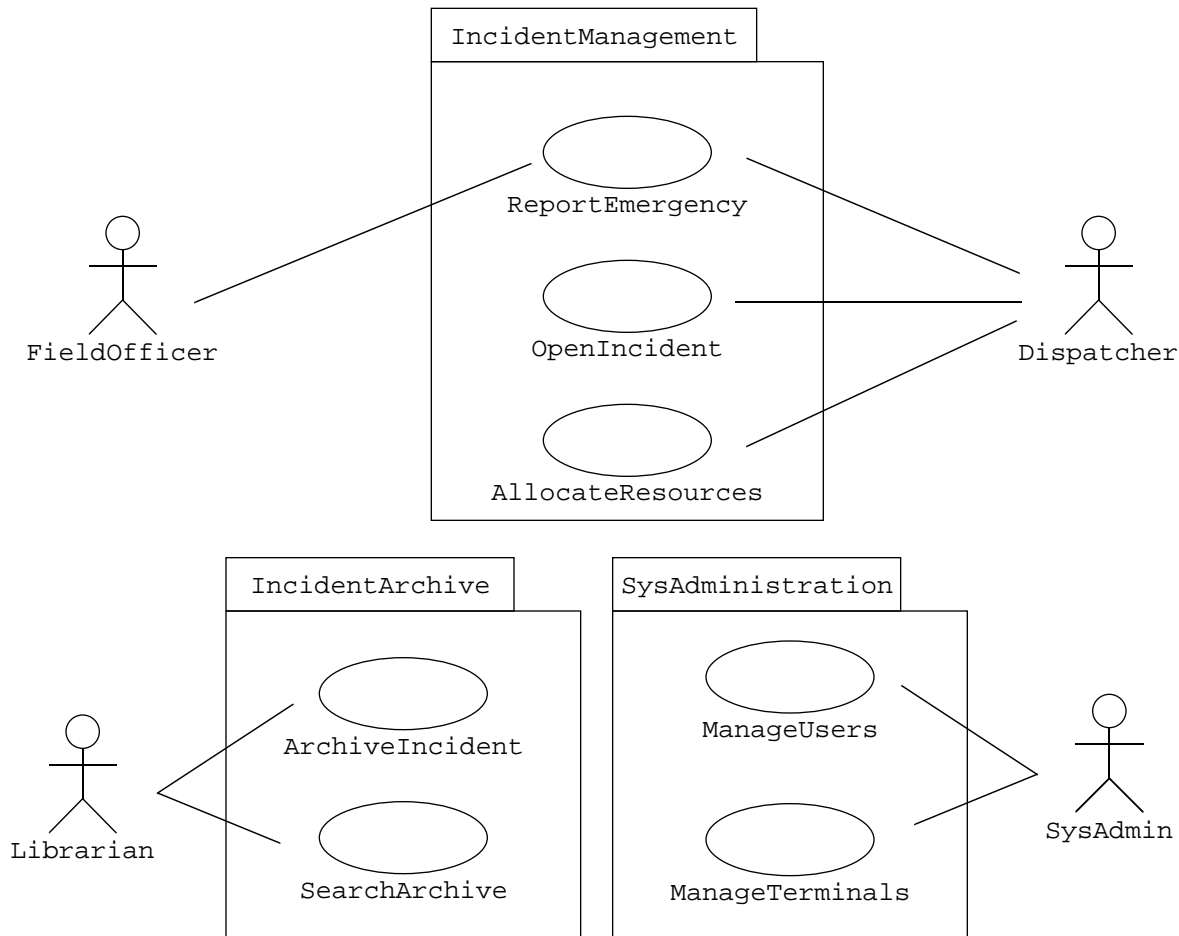 IncidentManagement
ReportEmergency
FieldOfficer
OpenIncident
Dispatcher
AllocateResources
IncidentArchive
SysAdministration
ArchiveIncident
ManageUsers
Librarian
SysAdmin
SearchArchive
ManageTerminals